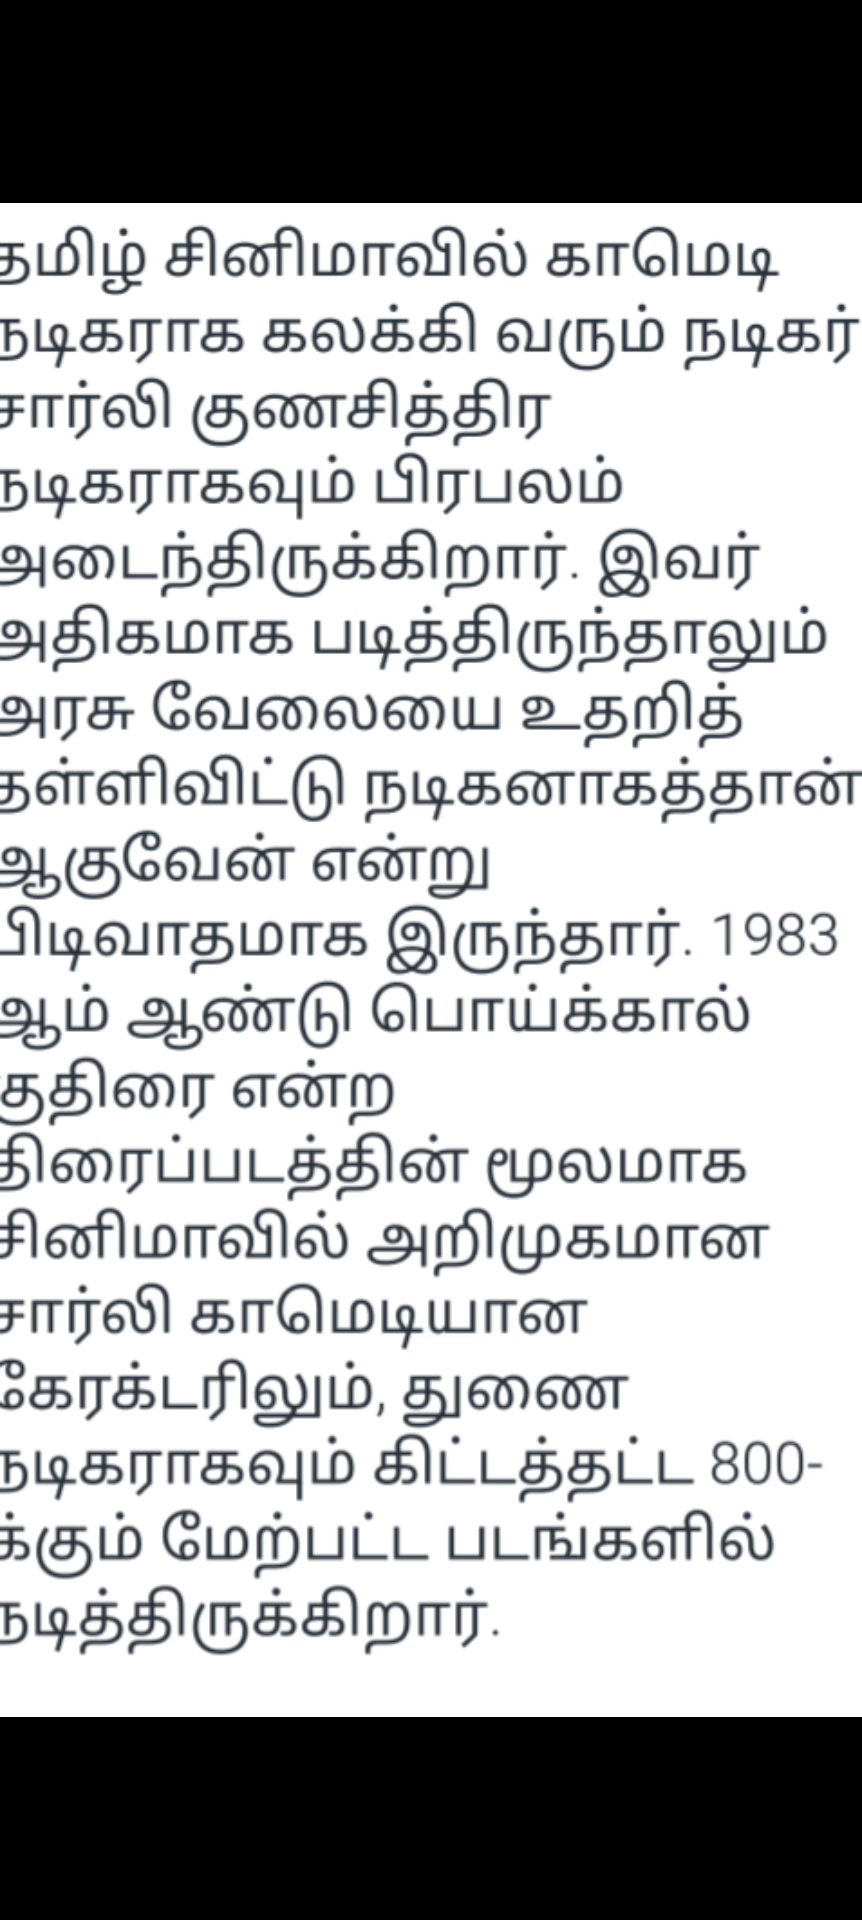 தமிழ் சினிமாவில் காமெடி
நடிகராக கலக்கி வரும் நடிகர்
சார்லி குணசித்திர
நடிகராகவும் பிரபலம்
அடைந்திருக்கிறார். இவர்
அதிகமாக படித்திருந்தாலும்
அரசு வேலையை உதறித்
தள்ளிவிட்டு நடிகனாகத்தான்
ஆகுவேன் என்று
பிடிவாதமாக இருந்தார். 1983
ஆம் ஆண்டு பொய்க்கால்
குதிரை என்ற
திரைப்படத்தின் மூலமாக
சினிமாவில் அறிமுகமான
சார்லி காமெடியான
கேரக்டரிலும், துணை
நடிகராகவும் கிட்டத்தட்ட 800-
க்கும் மேற்பட்ட படங்களில்
நடித்திருக்கிறார்.